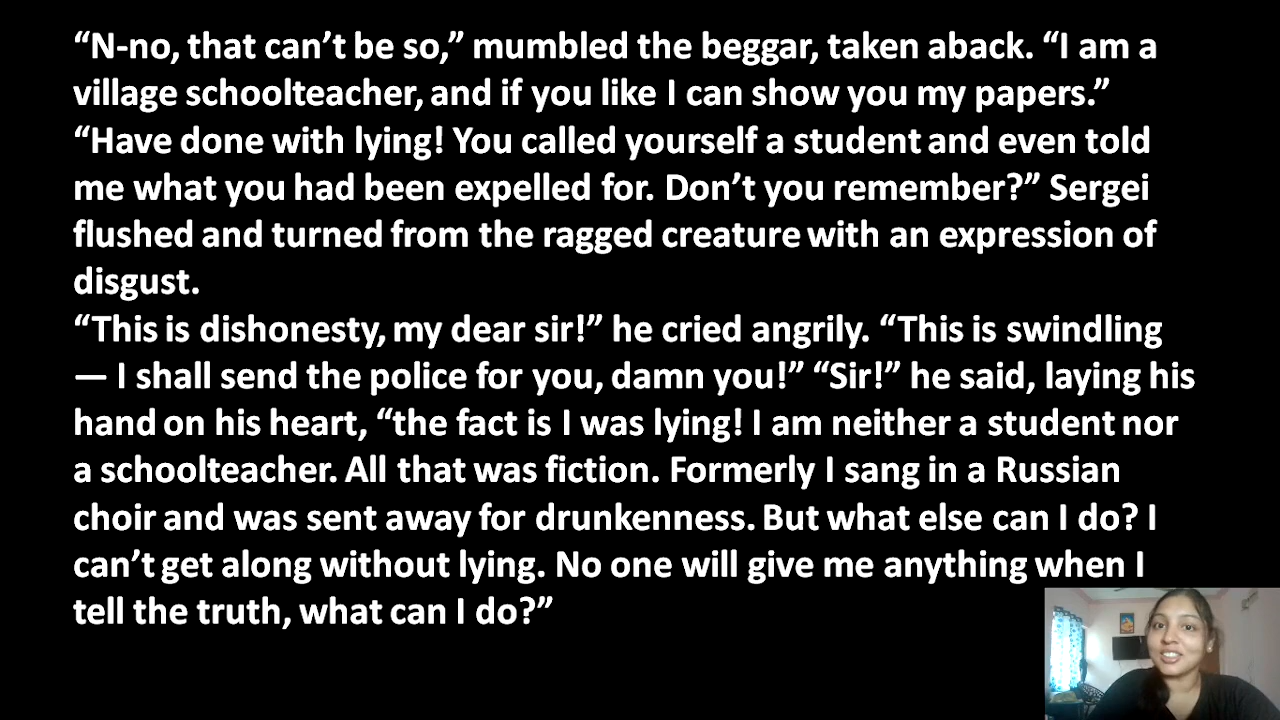 “N-no, that can’t be so,” mumbled the beggar, taken aback. “I am a
village schoolteacher, and if you like I can show you my papers.”
“Have done with lying! You called yourself a student and even told
me what you had been expelled for. Don’t you remember?” Sergei
flushed and turned from the ragged creature with an expression of
disgust.
“This is dishonesty, my dear sir!” he cried angrily. “This is swindling
— I shall send the police for you, damn you!” “Sir!” he said, laying his
hand on his heart, “the fact is I was lying! I am neither a student nor
a schoolteacher. All that was fiction. Formerly I sang in a Russian
choir and was sent away for drunkenness. But what else can I do? I
can’t get along without lying. No one will give me anything when I
tell the truth, what can I do?”